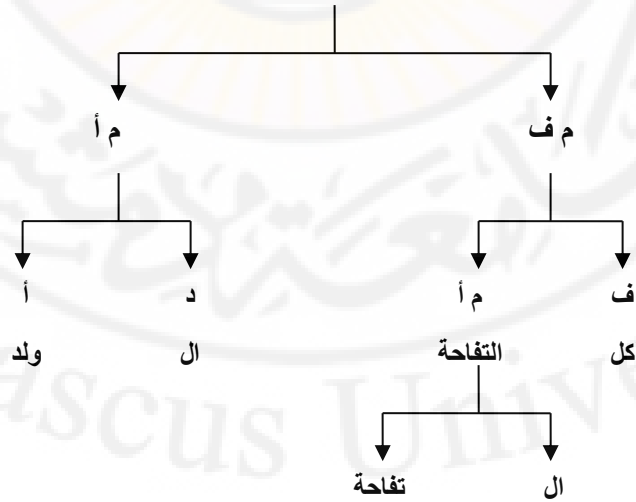 م ف م أ
ف م أ د أ
كل التفاحة ال ولد
ال تفاحة